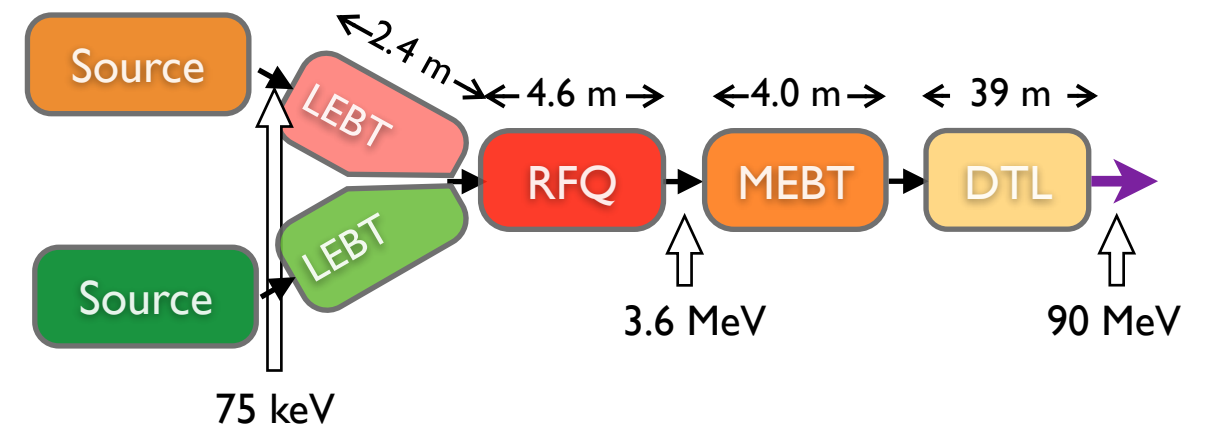 Source
2.4 m
LEBT
4.6 m
4.0 m
39 m
RFQ
MEBT
DTL
LEBT
Source
3.6 MeV
90 MeV
75 keV